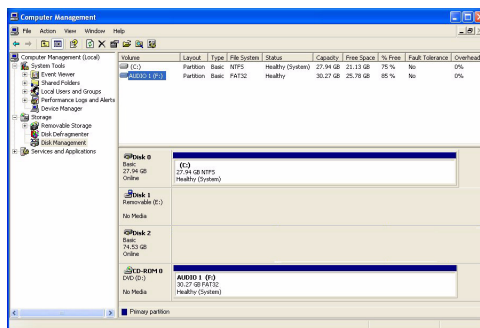 Computer Management
File Action View Window Help
Computer Management (Local)
System Tools
Event Viewer
Shared Folders
Local Users and Groups
Performance Logs and Alerts
Device Manager
Storage
Removable Storage
Disk Defragmenter
Disk Management
Services and Applications
Volume Layout Type File System Status Capacity Free Space % Free Fault Tolerance Overhead
(C:) Partition Basic NTFS Healthy (System) 27.94 GB 21.13 GB 75 % No 0%
AUDIO 1 (F:) Partition Basic FAT32 Healthy 30.27 GB 25.78 GB 85 % No 0%
Disk 0
Basic
27.94 GB
Online
(C:)
27.94 GB NTFS
Healthy (System)
Disk 1
Removable (E:)
No Media
Disk 2
Basic
74.53 GB
Online
CD-ROM 0
DVD (D:)
No Media
AUDIO 1 (F:)
30.27 GB FAT32
Healthy (System)
Primary partition